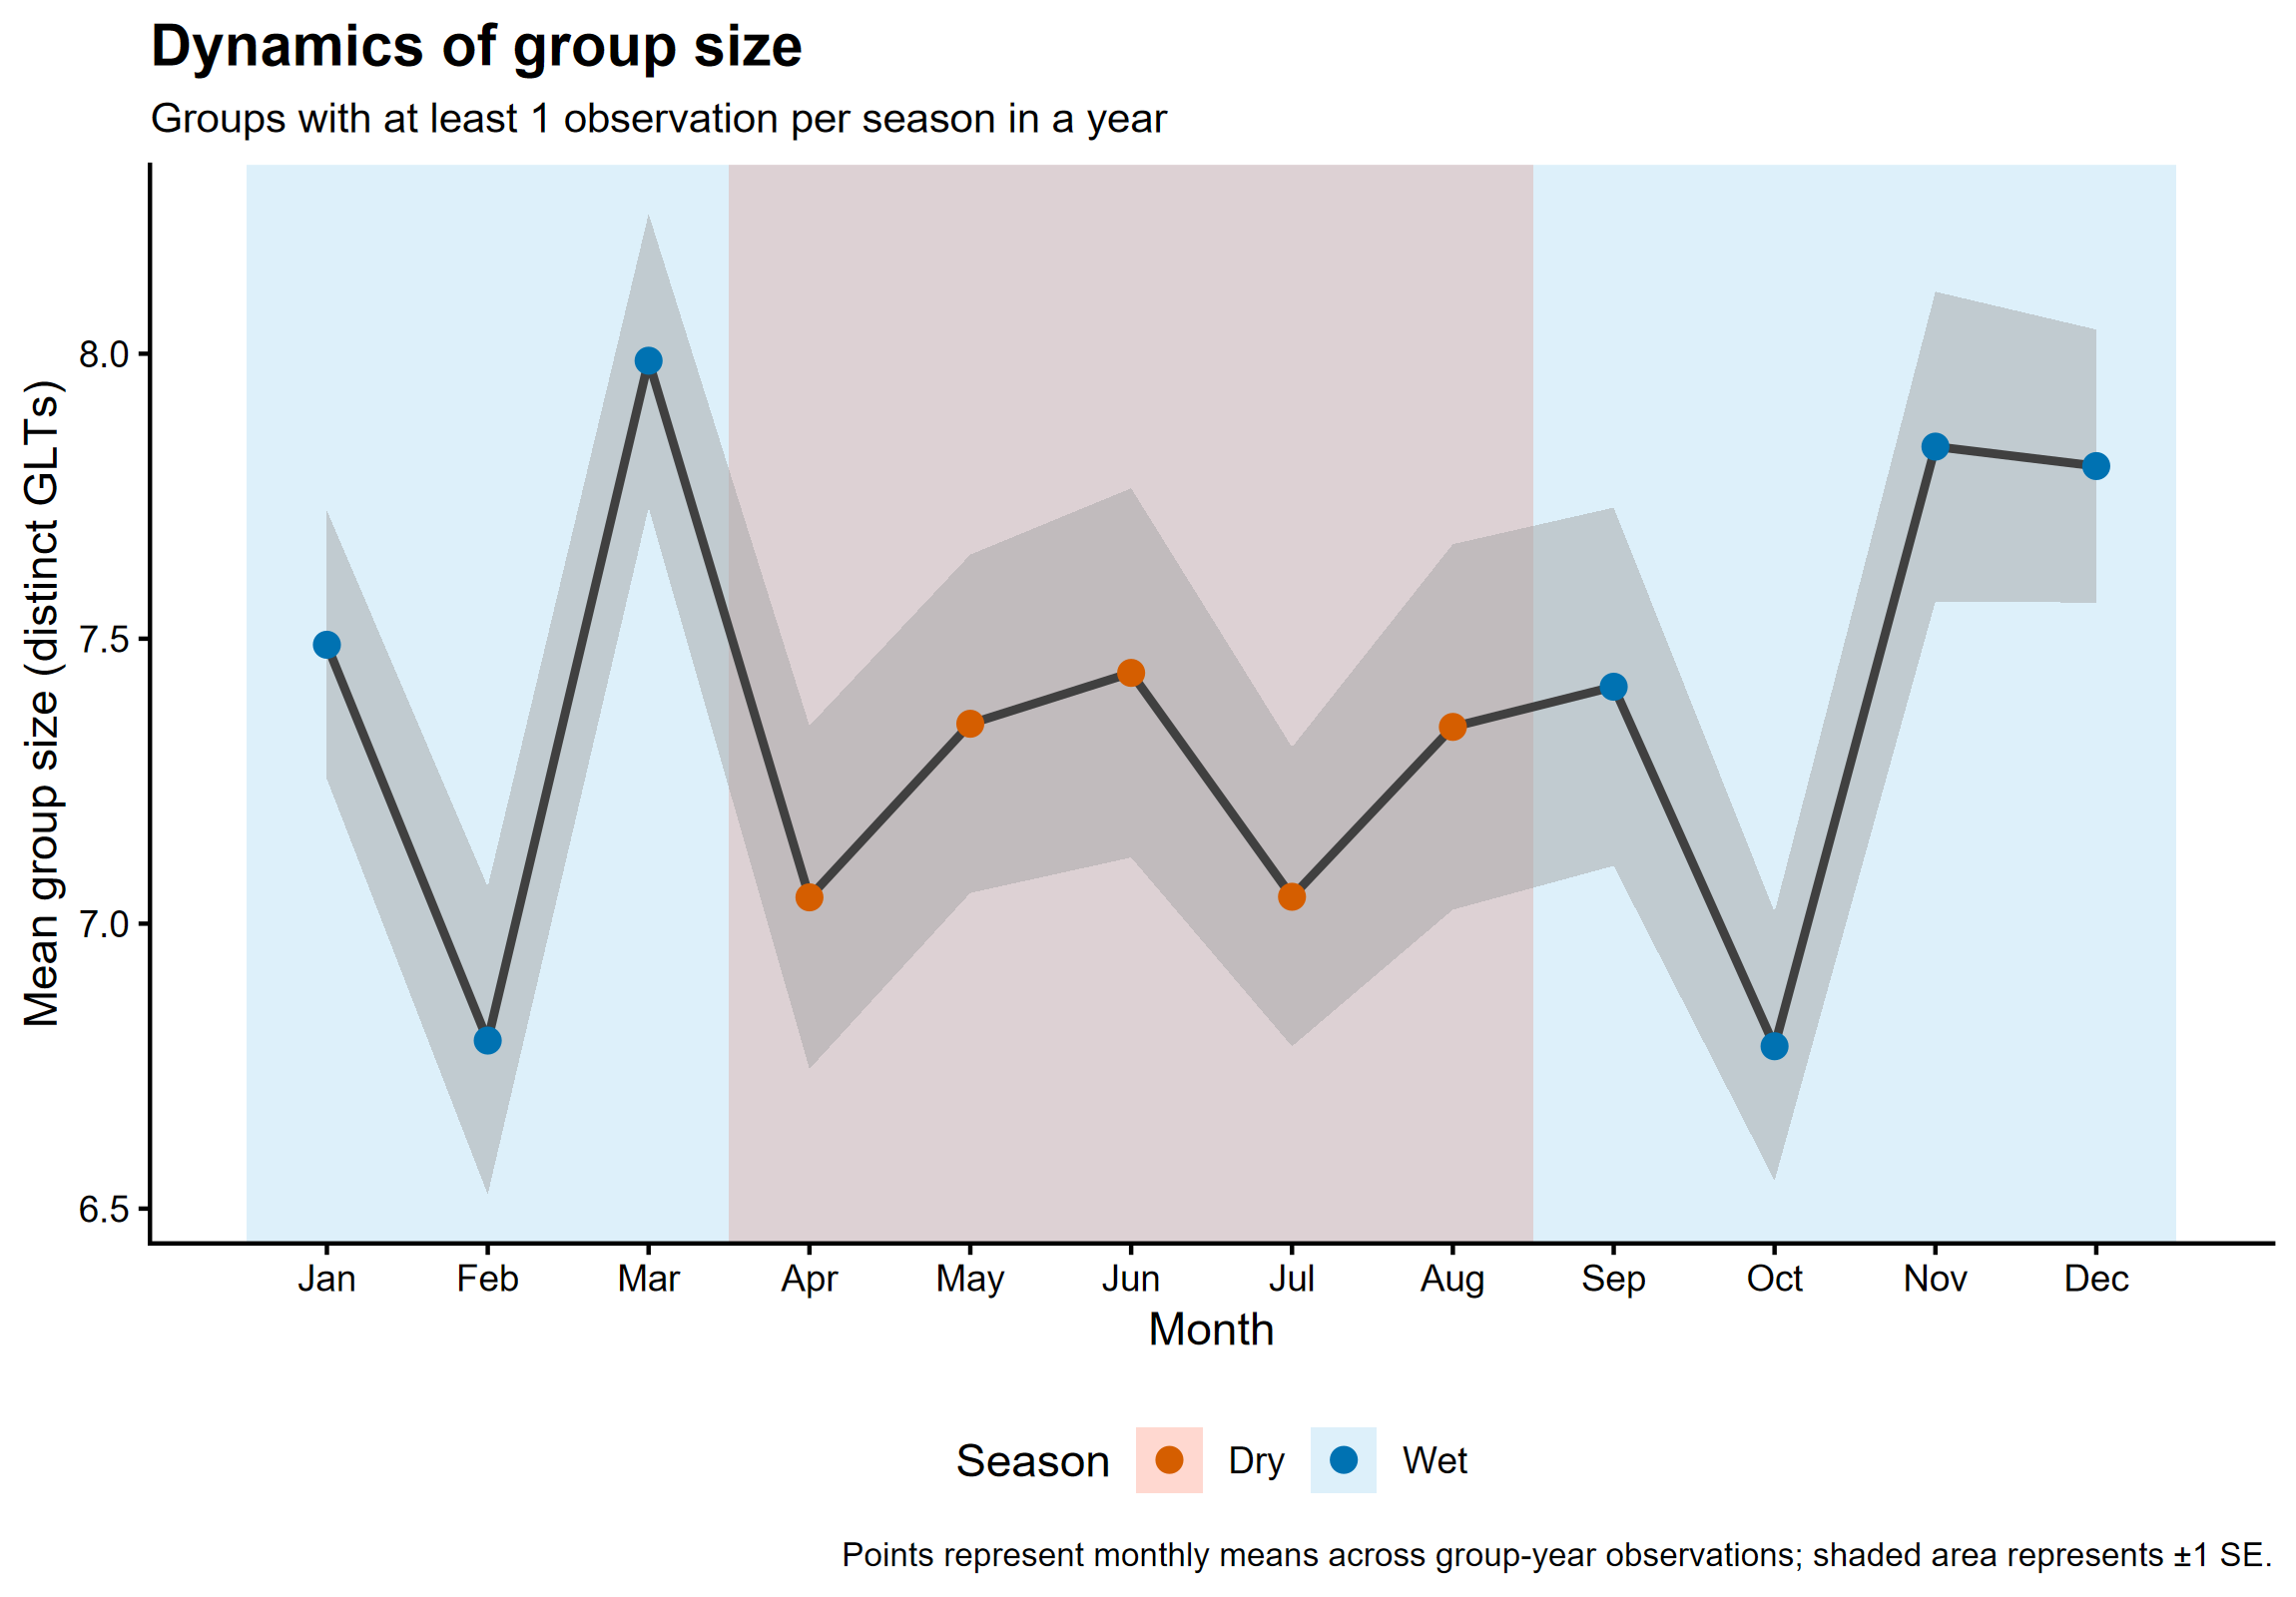 Dynamics of group size
Groups with at least 1 observation per season in a year
Mean group size (distinct GLTs)
8.0
7.5
7.0
6.5
Jan Feb Mar Apr May Jun Jul Aug Sep Oct Nov Dec
Month
Season Dry Wet
Points represent monthly means across group-year observations; shaded area represents ±1 SE.